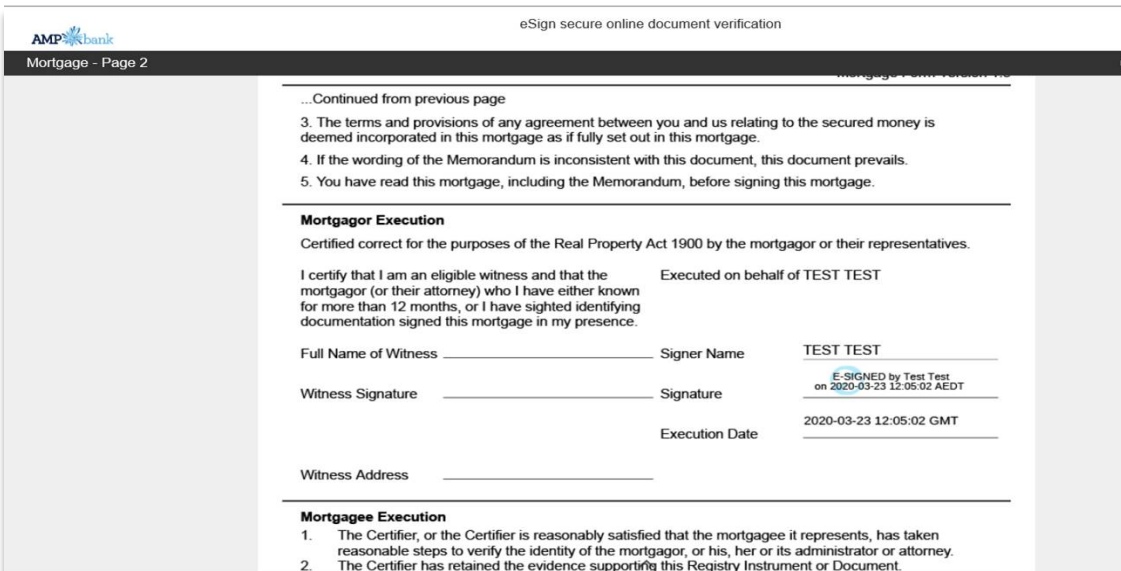 eSign secure online document verification
AMP bank
Mortgage - Page 2
Mortgage Form version 1.5
...Continued from previous page
3. The terms and provisions of any agreement between you and us relating to the secured money is
deemed incorporated in this mortgage as if fully set out in this mortgage.
4. If the wording of the Memorandum is inconsistent with this document, this document prevails.
5. You have read this mortgage, including the Memorandum, before signing this mortgage.
Mortgagor Execution
Certified correct for the purposes of the Real Property Act 1900 by the mortgagor or their representatives.
I certify that I am an eligible witness and that the
mortgagor (or their attorney) who I have either known
for more than 12 months, or I have sighted identifying
documentation signed this mortgage in my presence.
Executed on behalf of TEST TEST
Full Name of Witness
Signer Name TEST TEST
Witness Signature
Signature
E-SIGNED by Test Test
on 2020-03-23 12:05:02 AEDT
Execution Date 2020-03-23 12:05:02 GMT
Witness Address
Mortgagee Execution
1. The Certifier, or the Certifier is reasonably satisfied that the mortgagee it represents, has taken
reasonable steps to verify the identity of the mortgagor, or his, her or its administrator or attorney.
2. The Certifier has retained the evidence supporting this Registry Instrument or Document.